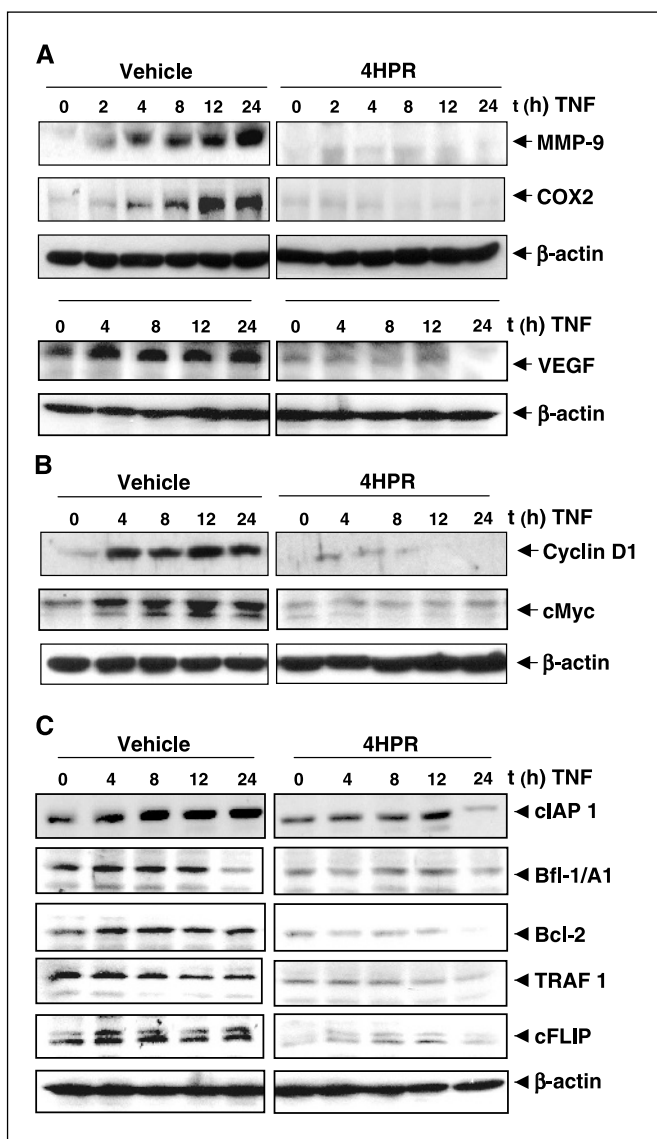 A
Vehicle 4HPR
0 2 4 8 12 24 0 2 4 8 12 24 t (h) TNF
MMP-9
COX2
β-actin
0 4 8 12 24 0 4 8 12 24 t (h) TNF
VEGF
β-actin
B
Vehicle 4HPR
0 4 8 12 24 0 4 8 12 24 t (h) TNF
Cyclin D1
cMyc
β-actin
C
Vehicle 4HPR
0 4 8 12 24 0 4 8 12 24 t (h) TNF
cIAP 1
Bfl-1/A1
Bcl-2
TRAF 1
cFLIP
β-actin